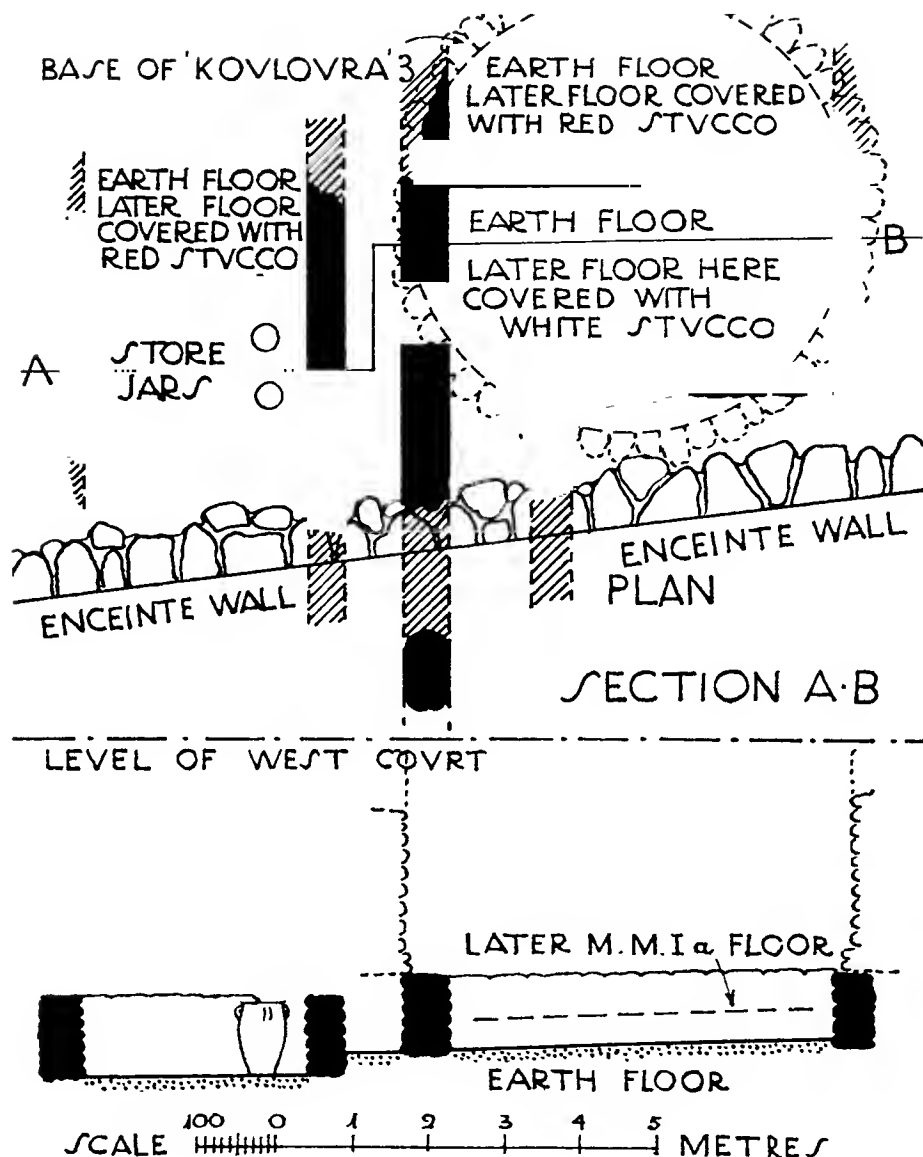 BASE OF 'KOVLOVRA' 3
EARTH FLOOR
LATER FLOOR COVERED
WITH RED STVCCO
EARTH FLOOR
LATER FLOOR
COVERED WITH
RED STVCCO
EARTH FLOOR
B
LATER FLOOR HERE
COVERED WITH
WHITE STVCCO
A
STORE
JARS
ENCEINTE WALL
ENCEINTE WALL
PLAN
SECTION A·B
LEVEL OF WEST COVRT
LATER M.M.I a FLOOR
EARTH FLOOR
SCALE 100 0 1 2 3 4 5 METRES